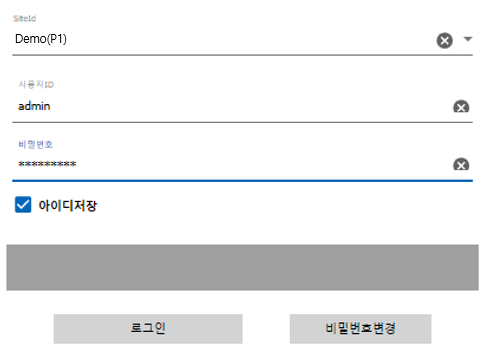 SiteId
Demo(P1)
사용자ID
admin
비밀번호
*********
아이디저장
로그인 비밀번호변경